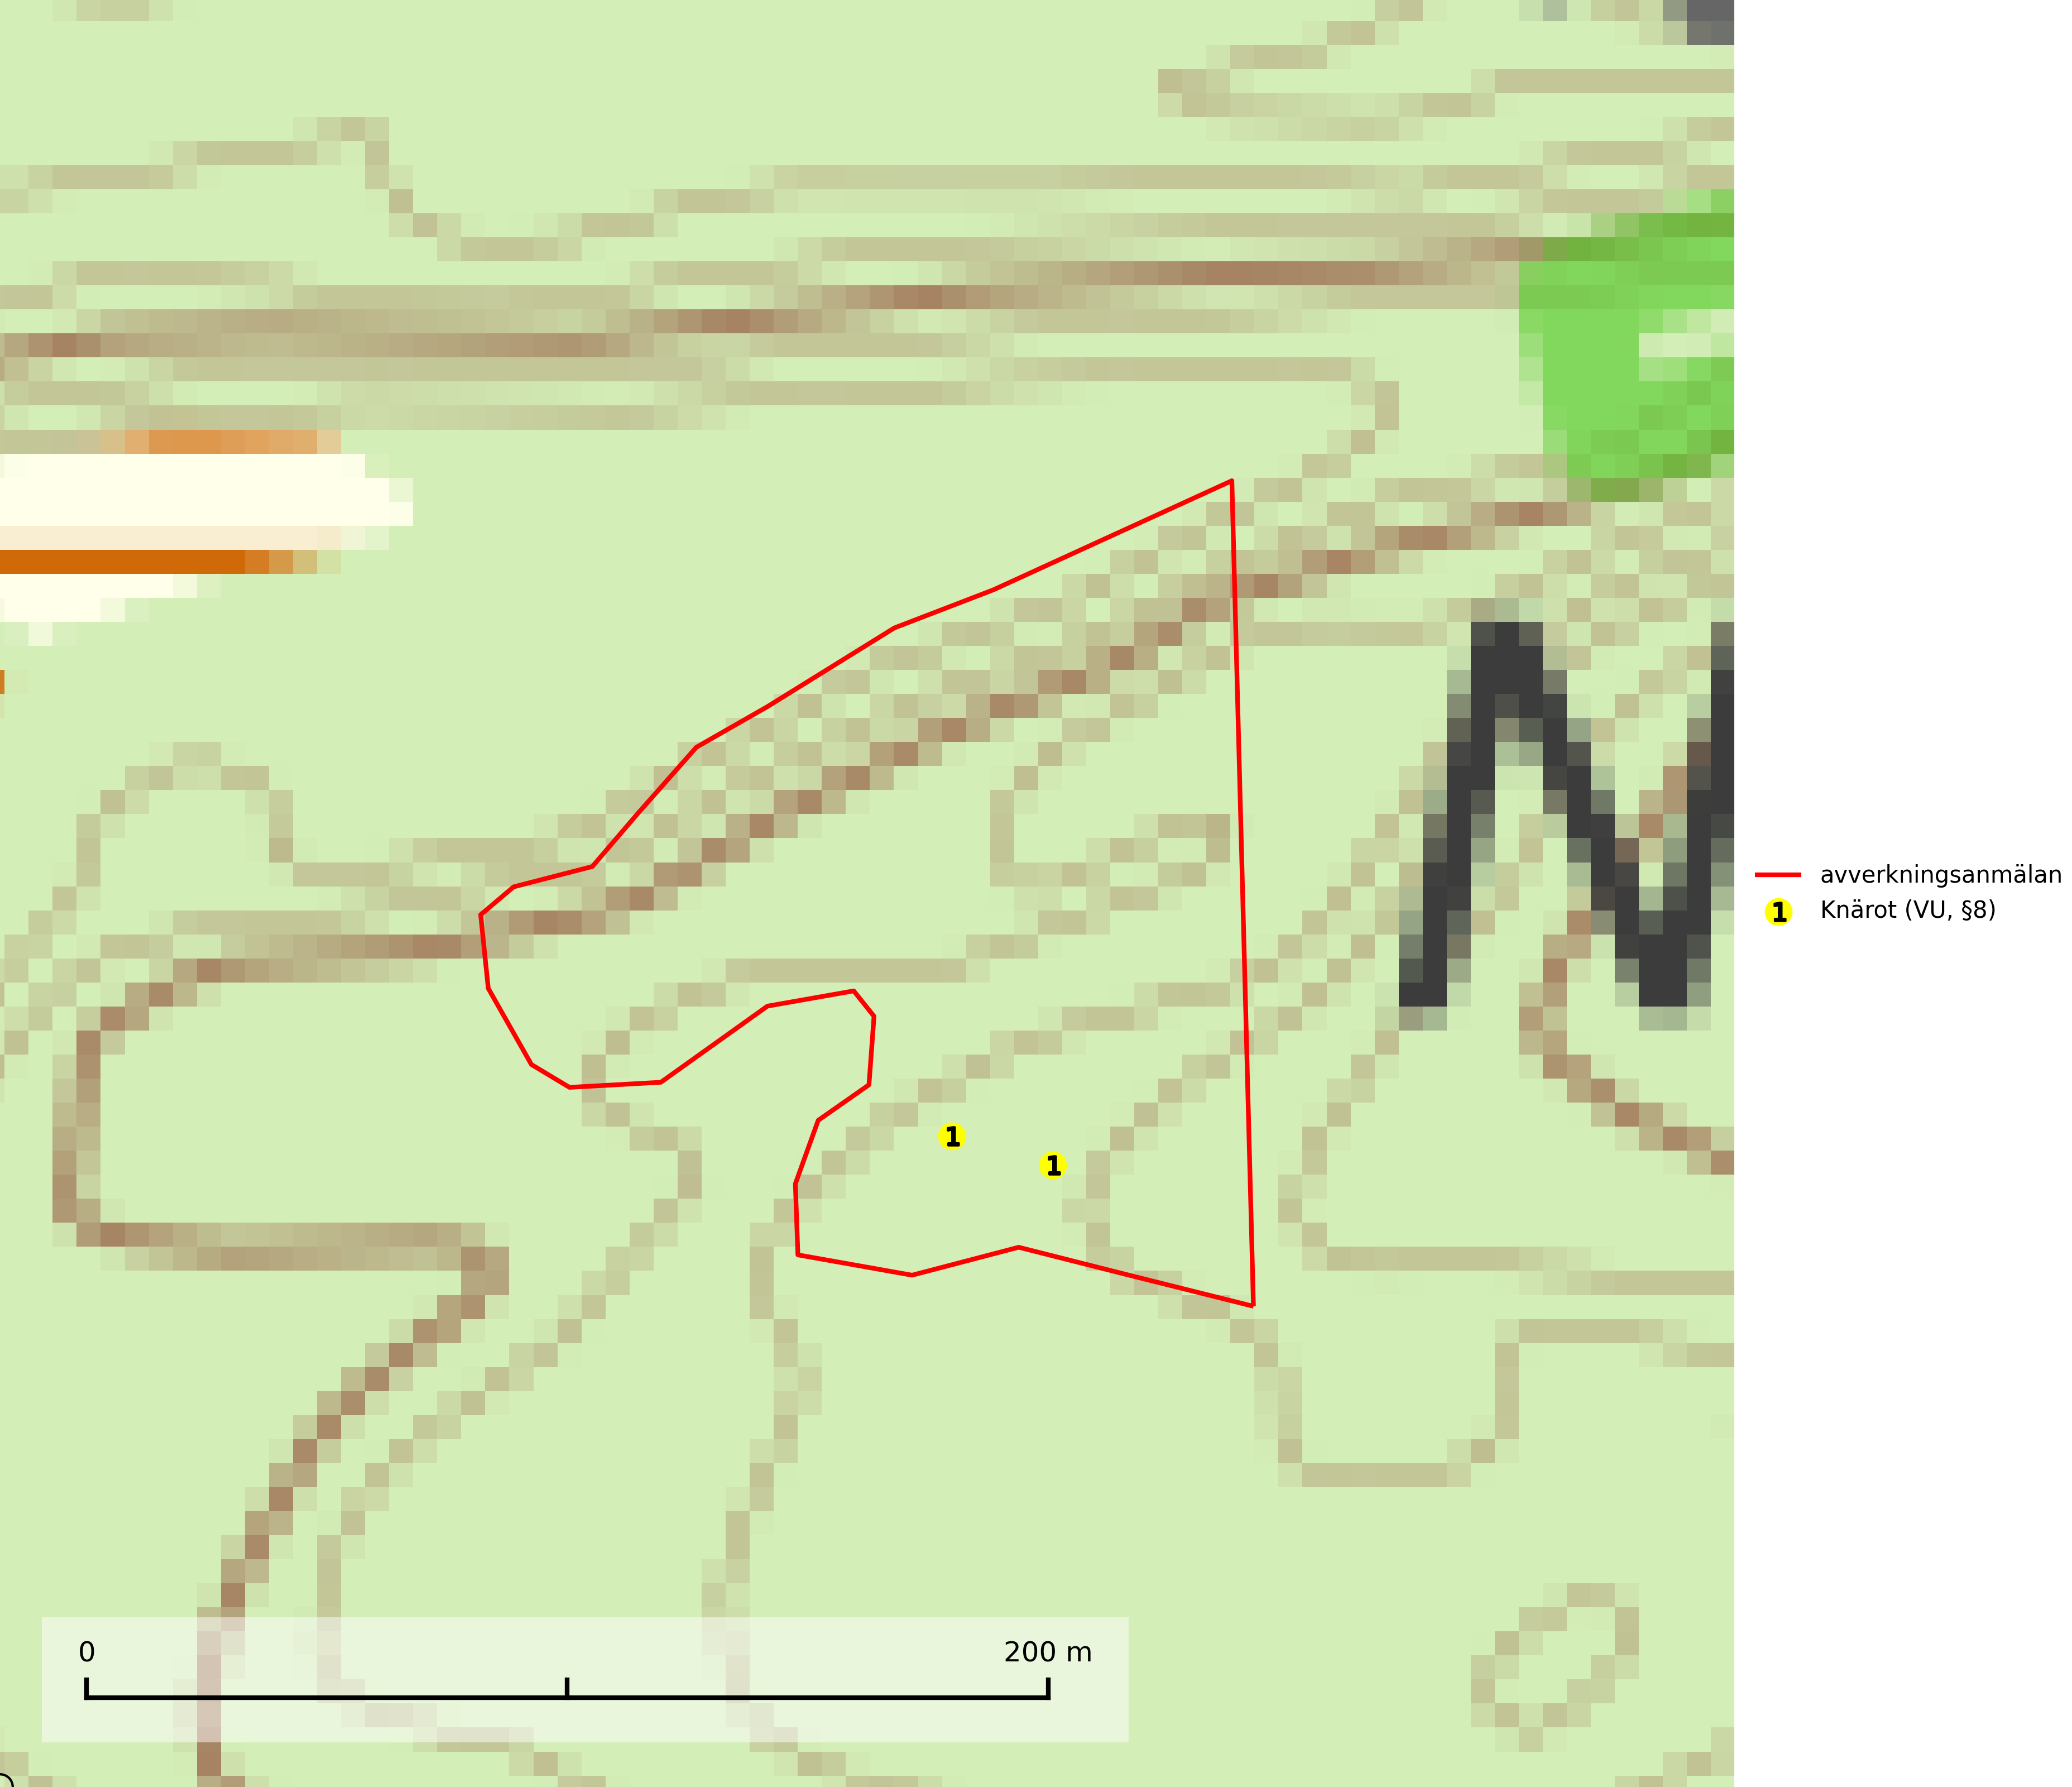 1
1
avverkningsanmälan
1 Knärot (VU, §8)
0 200 m